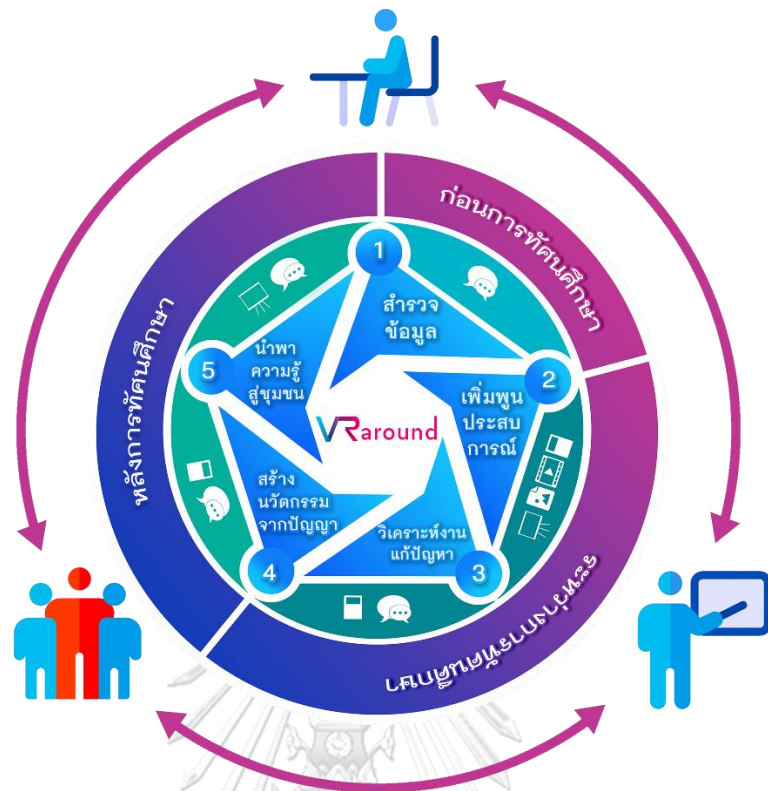 ก่อนการทัศนศึกษา
ระหว่างการทัศนศึกษา
หลังการทัศนศึกษา
1
สำรวจ
ข้อมูล
2
เพิ่มพูน
ประสบ
การณ์
3
วิเคราะห์งาน
แก้ปัญหา
4
สร้าง
นวัตกรรม
จากปัญญา
5
นำพา
ความรู้
สู่ชุมชน
VRaround